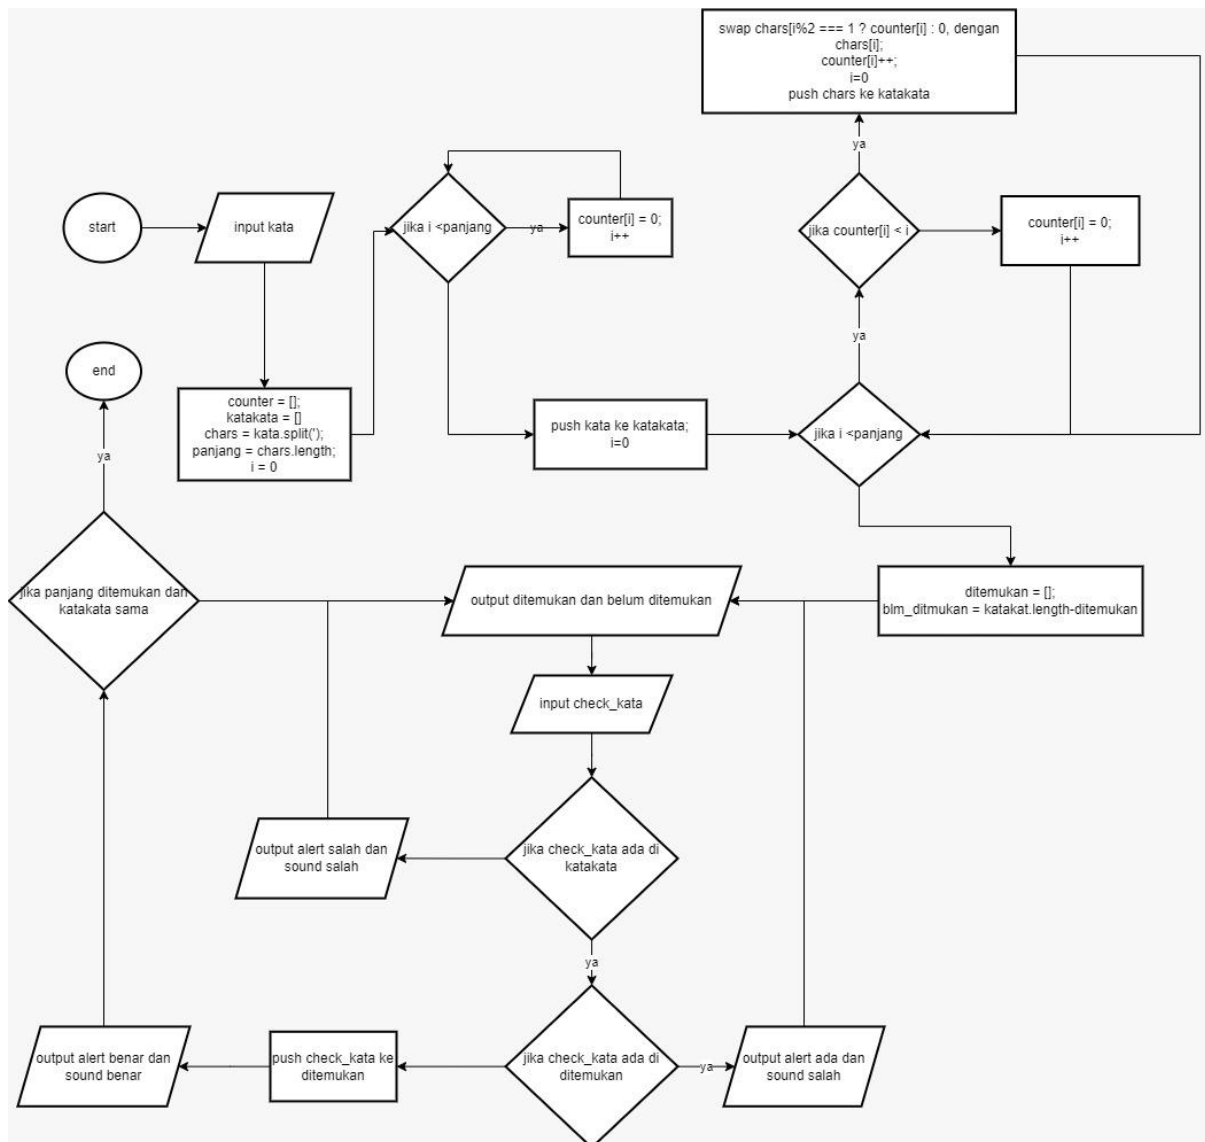 swap chars[i%2 === 1 ? counter[i] : 0, dengan
chars[i];
counter[i]++;
i=0
push chars ke katakata
ya
start
input kata
jika i <panjang
ya
counter[i] = 0;
i++
jika counter[i] < i
counter[i] = 0;
i++
ya
end
ya
counter = [];
katakata = []
chars = kata.split(');
panjang = chars.length;
i = 0
push kata ke katakata;
i=0
jika i <panjang
jika panjang ditemukan dan
katakata sama
output ditemukan dan belum ditemukan
ditemukan = [];
blm_ditmukan = katakat.length-ditemukan
input check_kata
output alert salah dan
sound salah
jika check_kata ada di
katakata
ya
output alert benar dan
sound benar
push check_kata ke
ditemukan
jika check_kata ada di
ditemukan
ya
output alert ada dan
sound salah